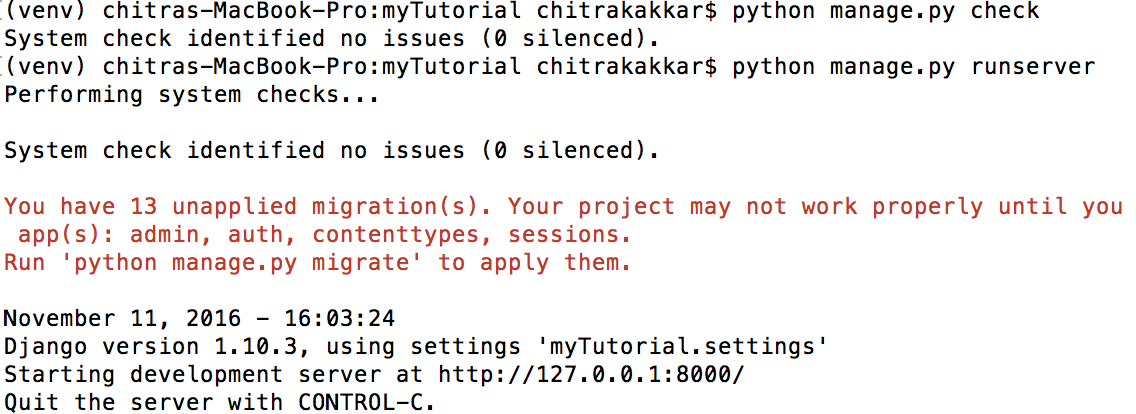 (venv) chitras-MacBook-Pro:myTutorial chitrakakkar$ python manage.py check
System check identified no issues (0 silenced).
(venv) chitras-MacBook-Pro:myTutorial chitrakakkar$ python manage.py runserver
Performing system checks...
System check identified no issues (0 silenced).
You have 13 unapplied migration(s). Your project may not work properly until you
app(s): admin, auth, contenttypes, sessions.
Run 'python manage.py migrate' to apply them.
November 11, 2016 - 16:03:24
Django version 1.10.3, using settings 'myTutorial.settings'
Starting development server at http://127.0.0.1:8000/
Quit the server with CONTROL-C.